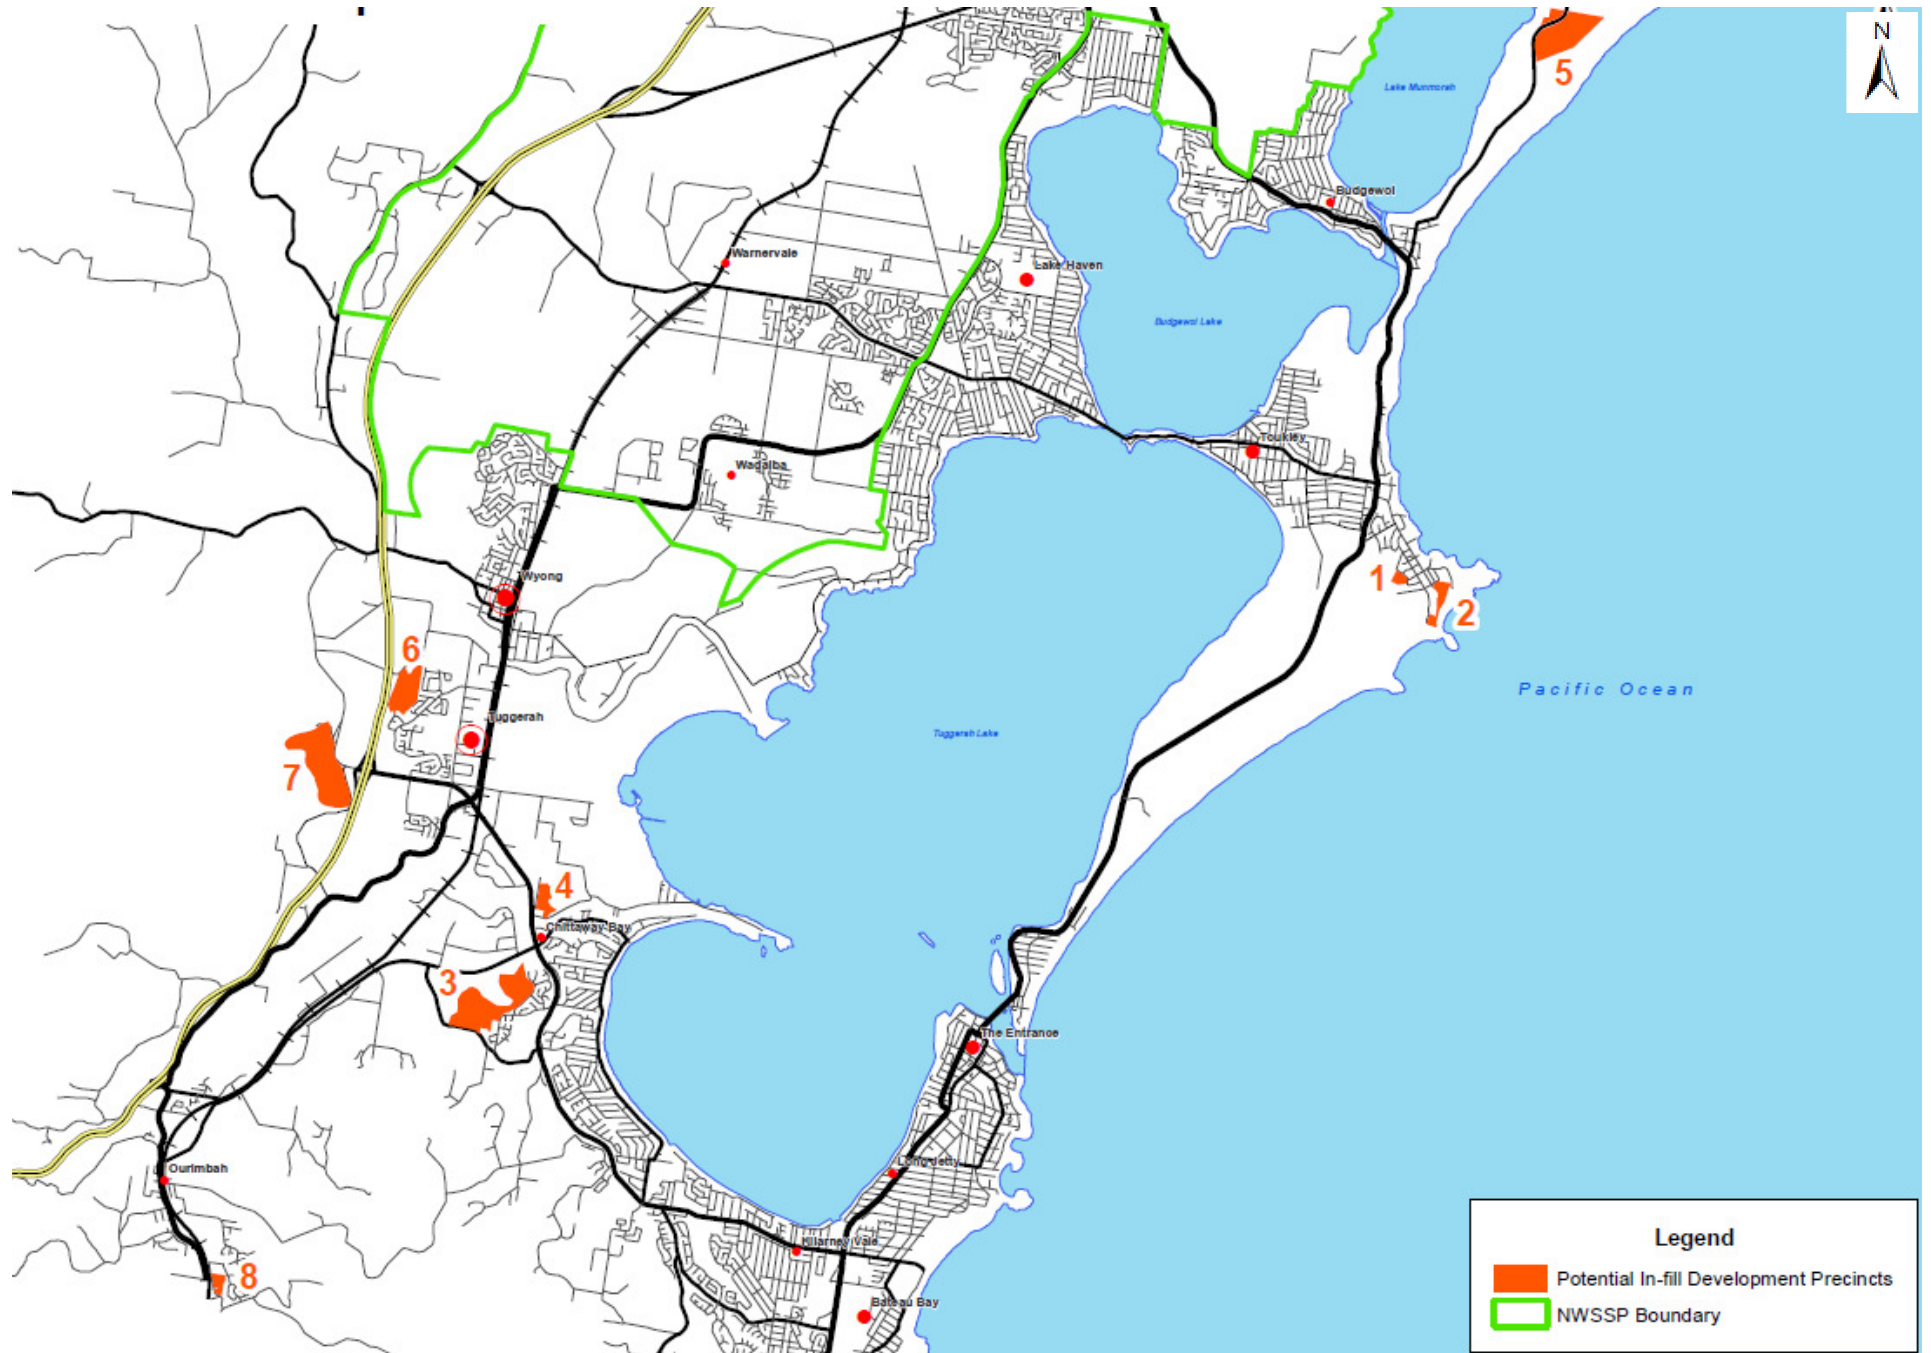 N
5
Lake Munmorah
Budgewoi
Warnervale
Lake Haven
Budgewoi Lake
Toukley
Wadalba
Wyong
1
2
6
Pacific Ocean
Tuggerah
Tuggerah Lake
7
4
Chittaway Bay
3
The Entrance
Ourimbah
Long Jetty
Killarney Vale
8
Bateau Bay
Legend
Potential In-fill Development Precincts
NWSSP Boundary